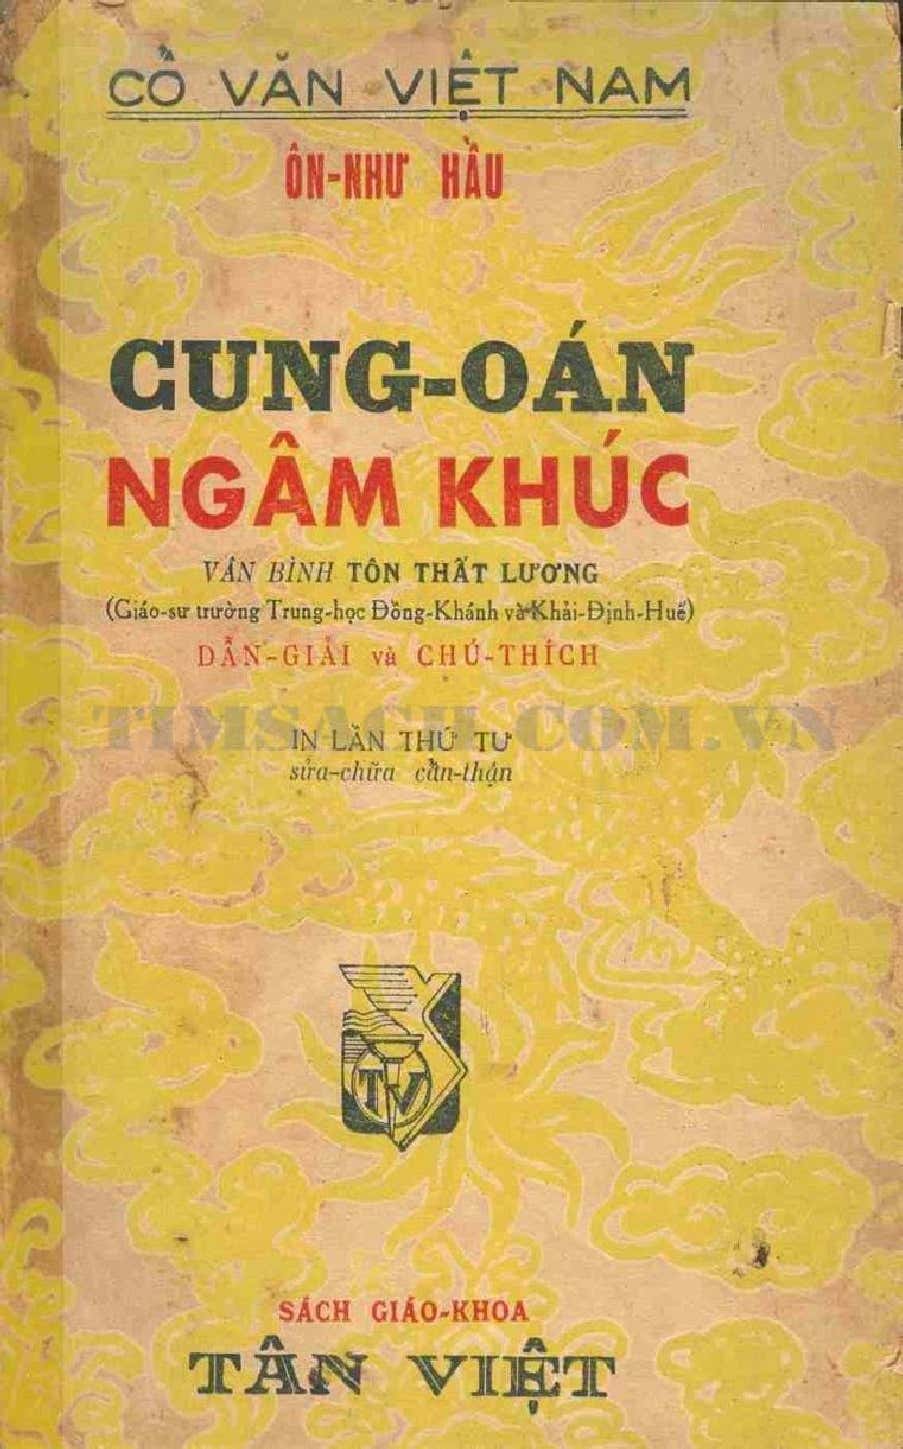 CỔ VĂN VIỆT NAM
ÔN-NHƯ HẦU
CUNG-OÁN
NGÂM KHÚC
VÂN BÌNH TÔN THẤT LƯƠNG
(Giáo-sư trường Trung-học Đồng-Khánh và Khải-Định-Huế)
DẪN-GIẢI và CHÚ-THÍCH
TIMSACH.COM.VN
IN LẦN THỨ TƯ
sửa-chữa cẩn-thận
TV
SÁCH GIÁO-KHOA
TÂN VIỆT